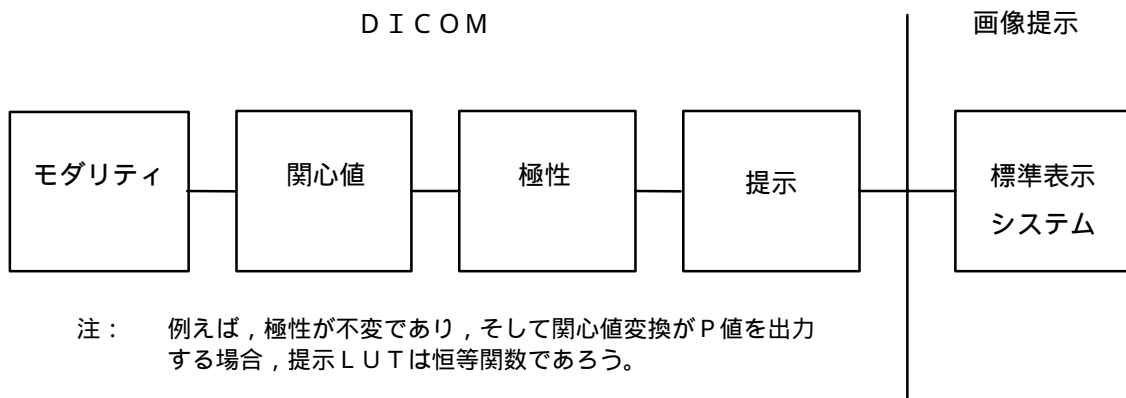 ＤＩＣＯＭ
画像提示
モダリティ
関心値
極性
提示
標準表示
システム
注： 例えば，極性が不変であり，そして関心値変換がＰ値を出力
する場合，提示ＬＵＴは恒等関数であろう。